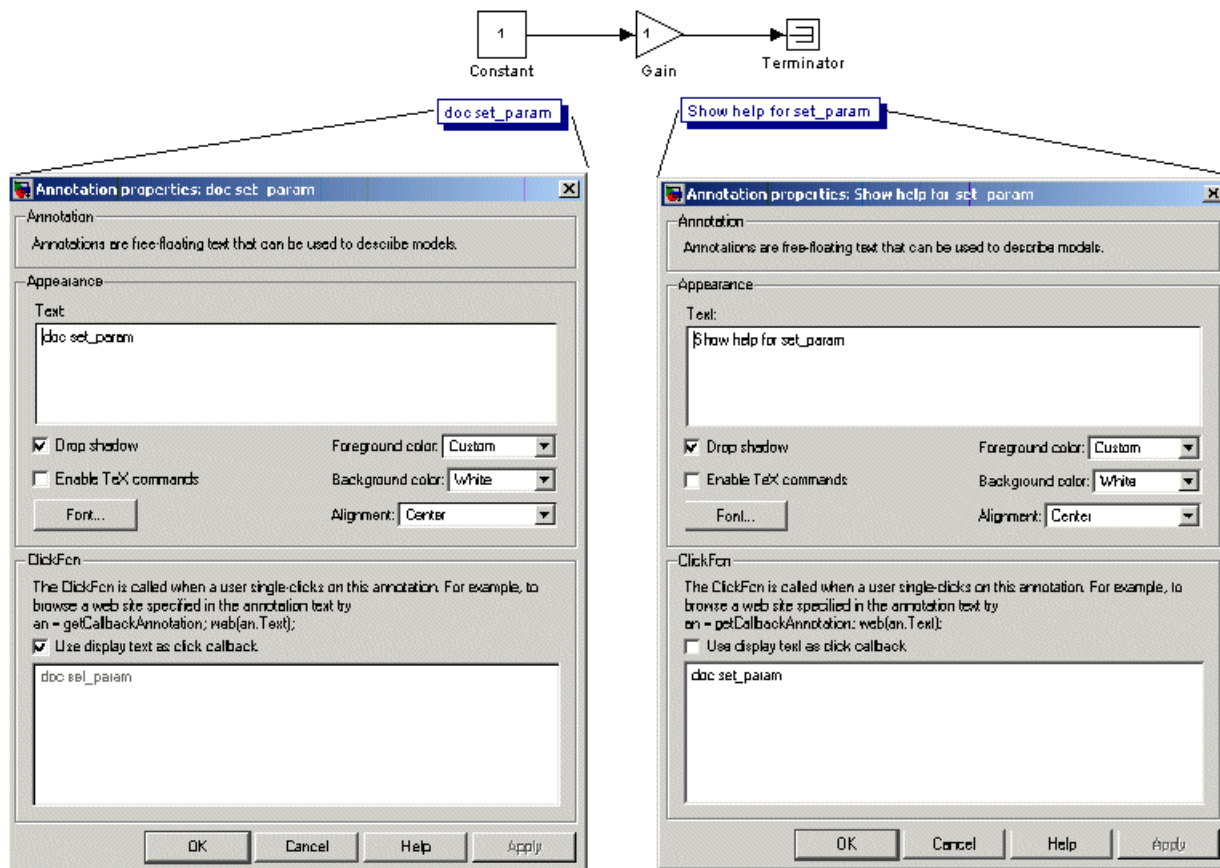 1
1
Constant
Gain
Terminator
doc set_param
Show help for set_param
Annotation properties: doc set_param
Annotation
Annotations are free-floating text that can be used to describe models.
Appearance
Text:
doc set_param
Drop shadow
Foreground color: Custom
Enable TeX commands
Background color: White
Font...
Alignment: Center
ClickFcn
The ClickFcn is called when a user single-clicks on this annotation. For example, to
browse a web site specified in the annotation text try
an = getCallbackAnnotation; web(an.Text);
Use display text as click callback
doc set_param
OK
Cancel
Help
Apply
Annotation properties: Show help for set_param
Annotation
Annotations are free-floating text that can be used to describe models.
Appearance
Text:
Show help for set_param
Drop shadow
Foreground color: Custom
Enable TeX commands
Background color: White
Font...
Alignment: Center
ClickFcn
The ClickFcn is called when a user single-clicks on this annotation. For example, to
browse a web site specified in the annotation text try
an = getCallbackAnnotation; web(an.Text);
Use display text as click callback
doc set_param
OK
Cancel
Help
Apply